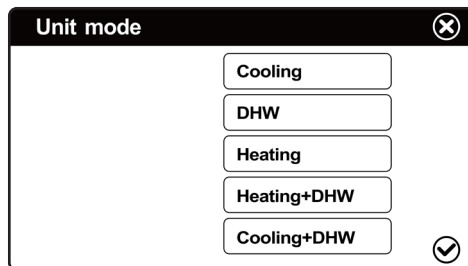 Unit mode
Cooling
DHW
Heating
Heating+DHW
Cooling+DHW